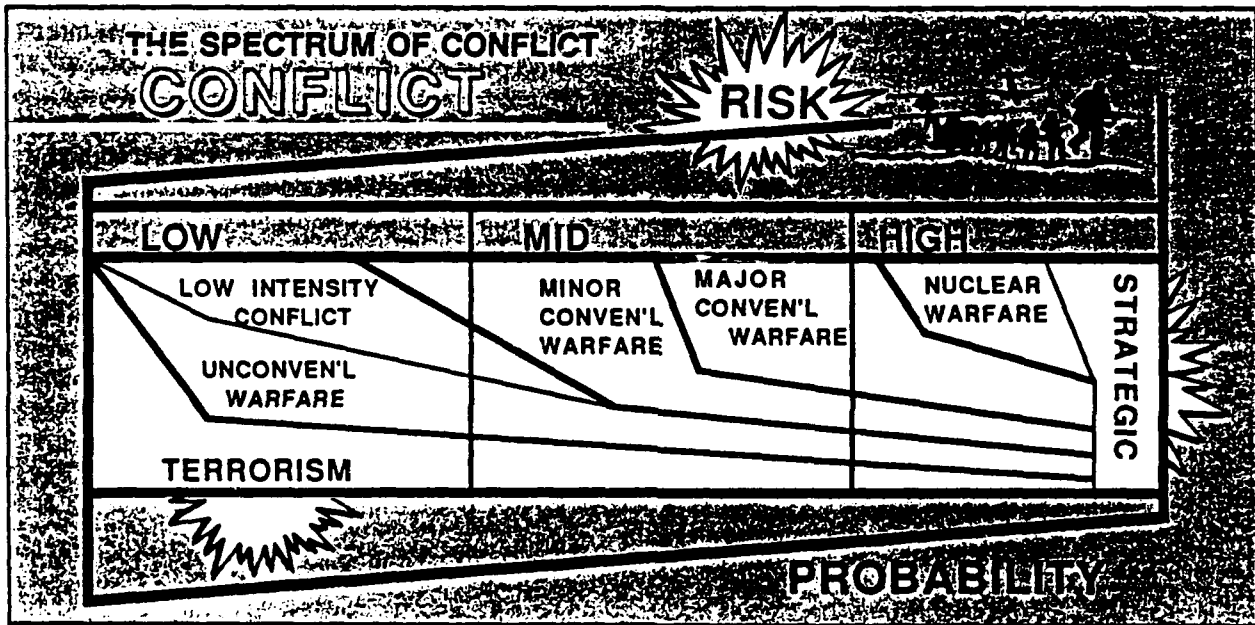 THE SPECTRUM OF CONFLICT
CONFLICT
RISK
LOW
MID
HIGH
LOW INTENSITY
CONFLICT
UNCONVEN'L
WARFARE
TERRORISM
MINOR
CONVEN'L
WARFARE
MAJOR
CONVEN'L
WARFARE
NUCLEAR
WARFARE
STRATEGIC
PROBABILITY